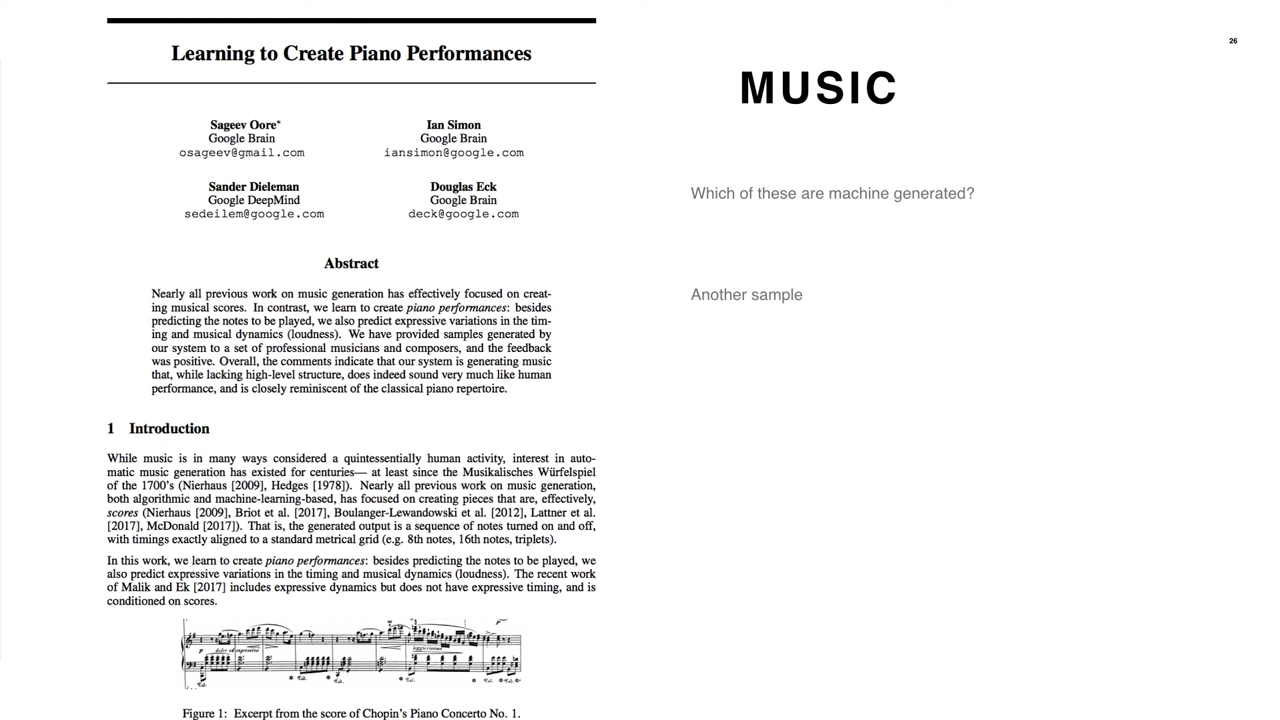 Learning to Create Piano Performances
Sageev Oore*
Google Brain
osageev@gmail.com
Ian Simon
Google Brain
iansimon@google.com
Sander Dieleman
Google DeepMind
sedeilem@google.com
Douglas Eck
Google Brain
deck@google.com
Abstract
Nearly all previous work on music generation has effectively focused on creat-
ing musical scores. In contrast, we learn to create piano performances: besides
predicting the notes to be played, we also predict expressive variations in the tim-
ing and musical dynamics (loudness). We have provided samples generated by
our system to a set of professional musicians and composers, and the feedback
was positive. Overall, the comments indicate that our system is generating music
that, while lacking high-level structure, does indeed sound very much like human
performance, and is closely reminiscent of the classical piano repertoire.
1 Introduction
While music is in many ways considered a quintessentially human activity, interest in auto-
matic music generation has existed for centuries— at least since the Musikalisches Würfelspiel
of the 1700's (Nierhaus [2009], Hedges [1978]). Nearly all previous work on music generation,
both algorithmic and machine-learning-based, has focused on creating pieces that are, effectively,
scores (Nierhaus [2009], Briot et al. [2017], Boulanger-Lewandowski et al. [2012], Lattner et al.
[2017], McDonald [2017]). That is, the generated output is a sequence of notes turned on and off,
with timings exactly aligned to a standard metrical grid (e.g. 8th notes, 16th notes, triplets).
In this work, we learn to create piano performances: besides predicting the notes to be played, we
also predict expressive variations in the timing and musical dynamics (loudness). The recent work
of Malik and Ek [2017] includes expressive dynamics but does not have expressive timing, and is
conditioned on scores.
Figure 1: Excerpt from the score of Chopin's Piano Concerto No. 1.
26
MUSIC
Which of these are machine generated?
Another sample